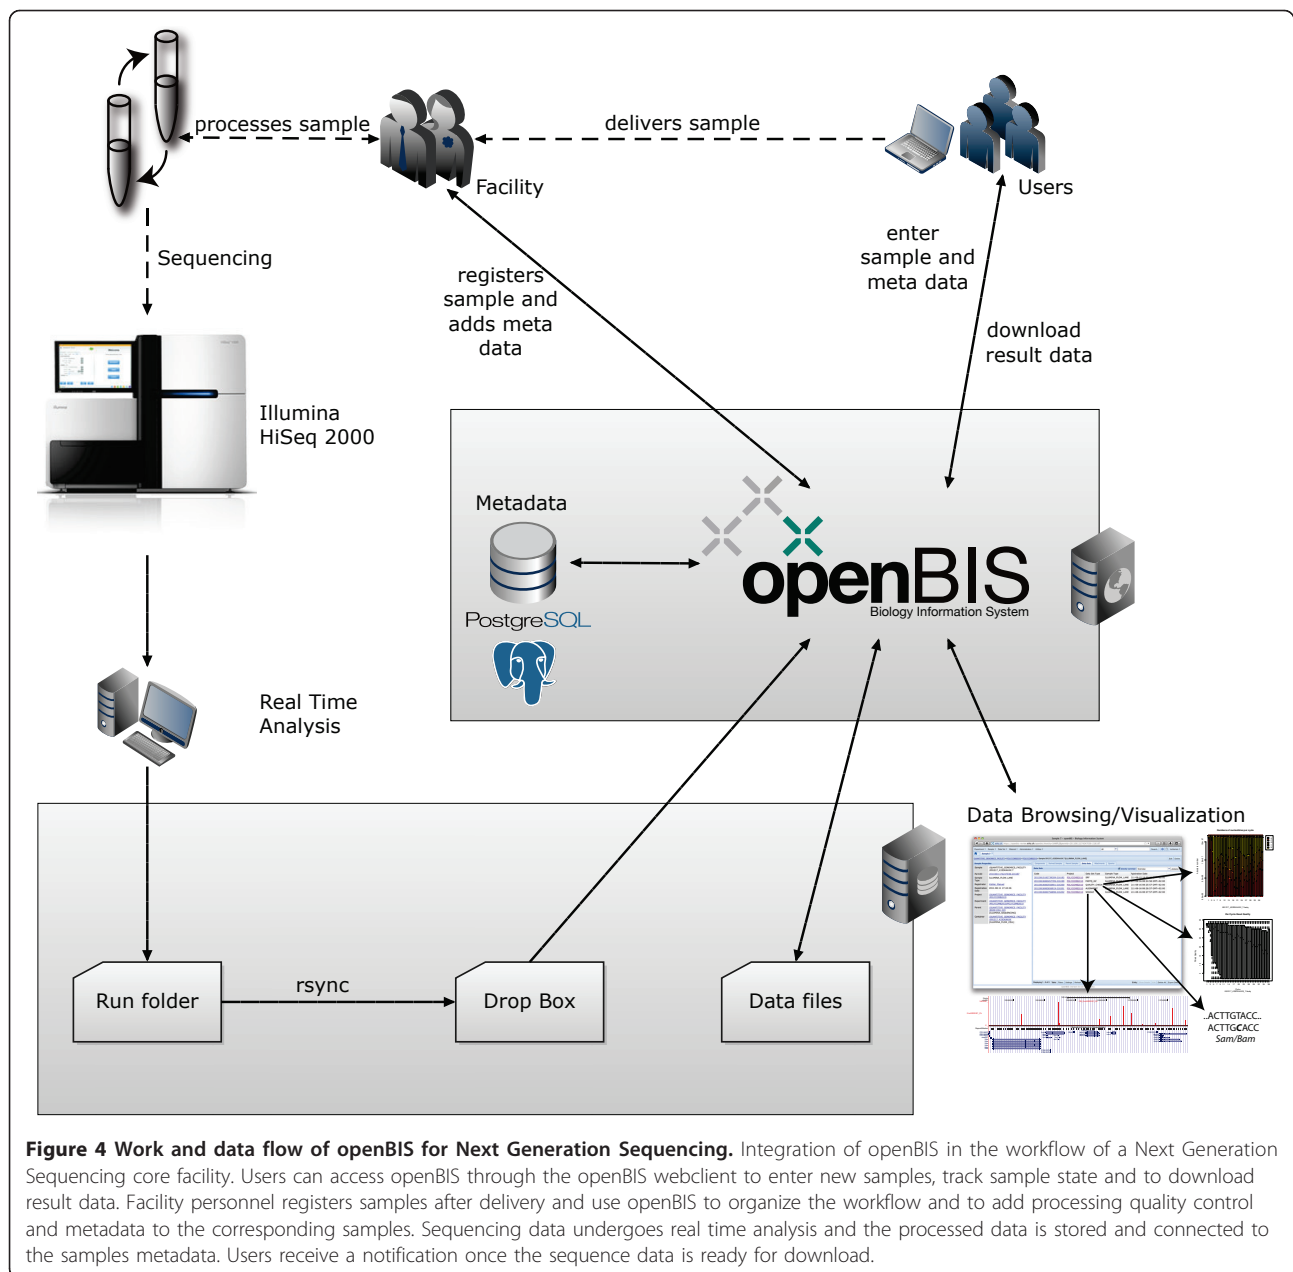 processes sample
delivers sample
Facility
Users
Sequencing
enter
sample and
meta data
registers
sample and
adds meta
data
download
result data
Illumina
HiSeq 2000
Metadata
PostgreSQL
openBIS
Biology Information System
Real Time
Analysis
Data Browsing/Visualization
Run folder
rsync
Drop Box
Data files
..ACTTGTACC..
ACTTGCACC
Sam/Bam
Figure 4 Work and data flow of openBIS for Next Generation Sequencing. Integration of openBIS in the workflow of a Next Generation
Sequencing core facility. Users can access openBIS through the openBIS webclient to enter new samples, track sample state and to download
result data. Facility personnel registers samples after delivery and use openBIS to organize the workflow and to add processing quality control
and metadata to the corresponding samples. Sequencing data undergoes real time analysis and the processed data is stored and connected to
the samples metadata. Users receive a notification once the sequence data is ready for download.